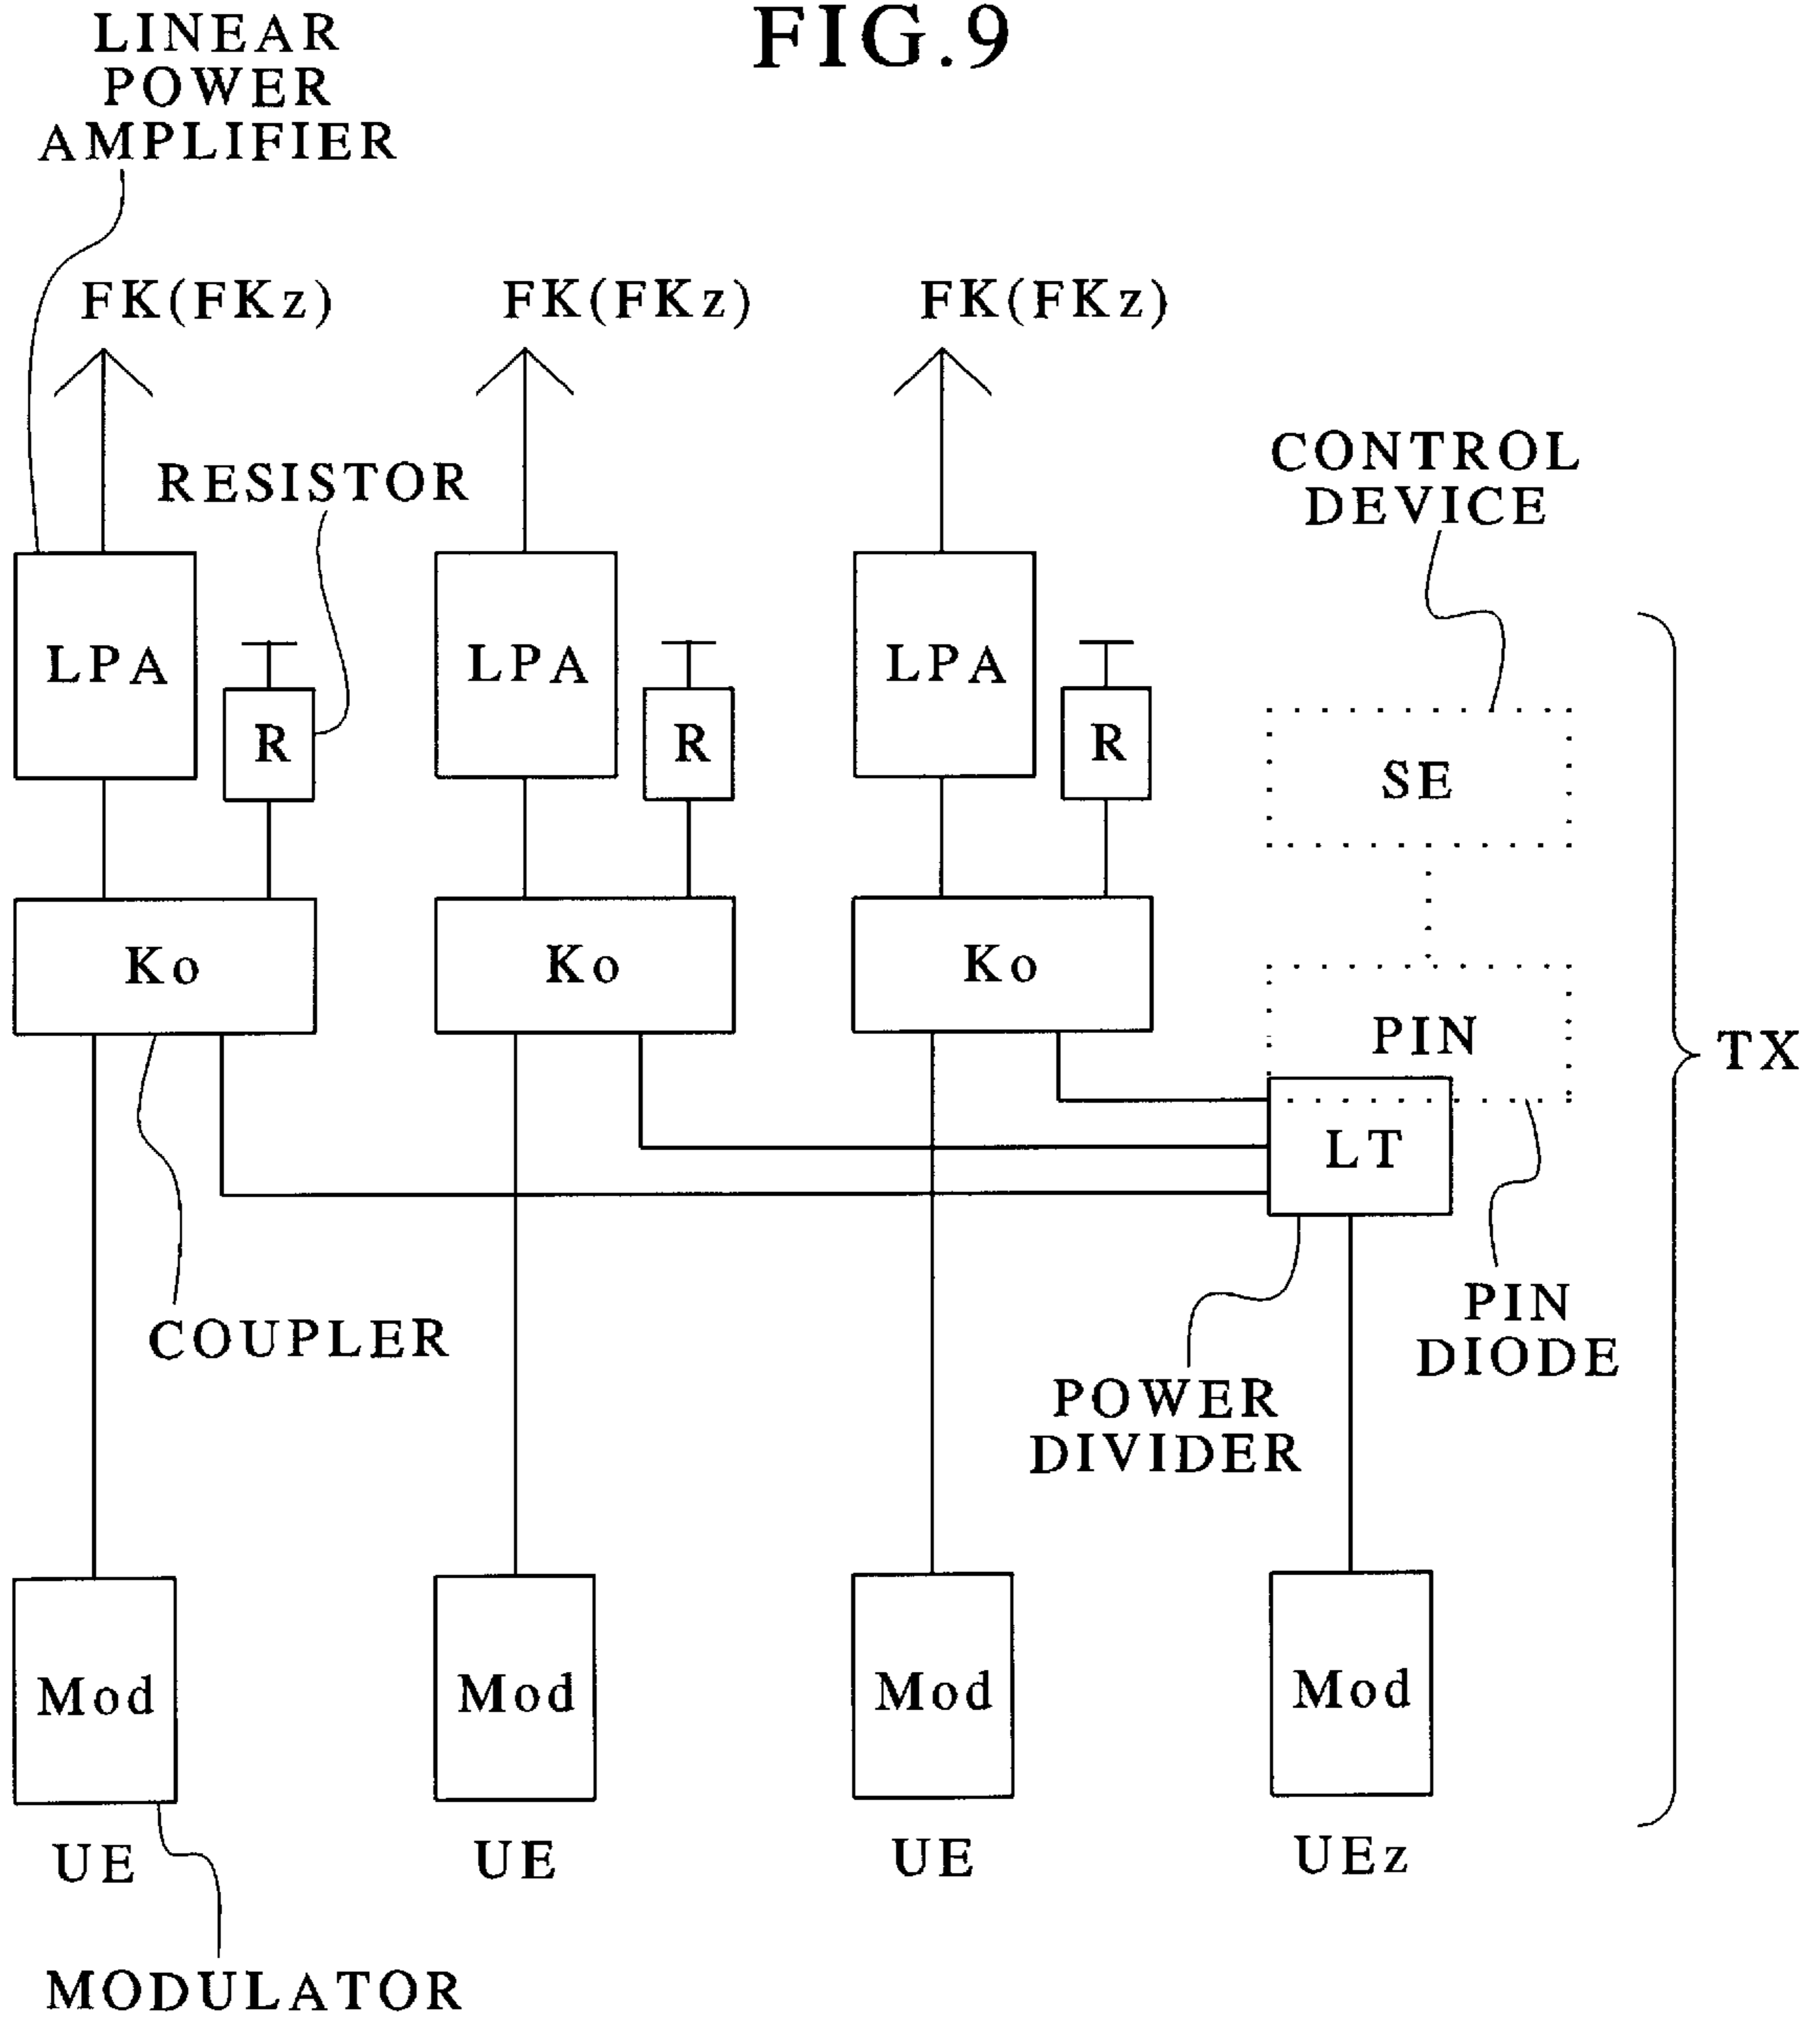 FIG.9
LINEAR
POWER
AMPLIFIER
FK(FKz)
FK(FKz)
FK(FKz)
RESISTOR
CONTROL
DEVICE
LPA
R
LPA
R
LPA
R
SE
Ko
Ko
Ko
PIN
TX
LT
COUPLER
PIN
DIODE
POWER
DIVIDER
Mod
Mod
Mod
Mod
UE
UE
UE
UEz
MODULATOR